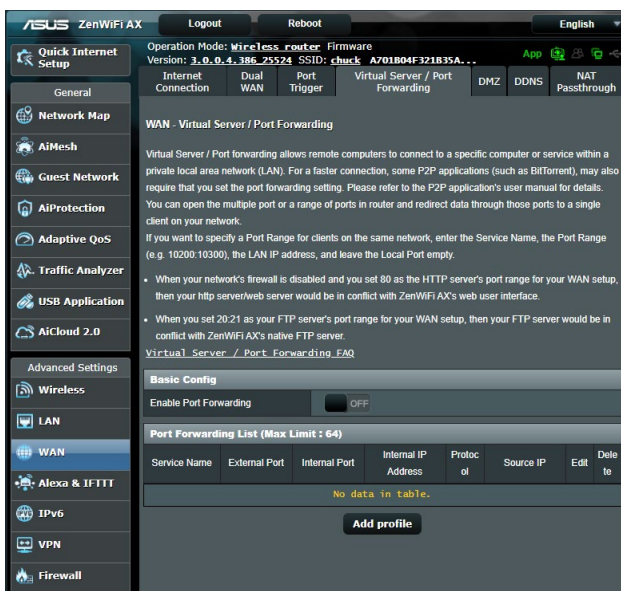 ASUS ZenWiFi AX Logout Reboot English
Quick Internet Setup
General
Network Map
AiMesh
Guest Network
AiProtection
Adaptive QoS
Traffic Analyzer
USB Application
AiCloud 2.0
Advanced Settings
Wireless
LAN
WAN
Alexa & IFTTT
IPv6
VPN
Firewall
Operation Mode: Wireless router Firmware
Version: 3.0.0.4.386_25524 SSID: chuck A701B04F321B35A... App
Internet Connection
Dual WAN
Port Trigger
Virtual Server / Port Forwarding
DMZ
DDNS
NAT Passthrough
WAN - Virtual Server / Port Forwarding
Virtual Server / Port forwarding allows remote computers to connect to a specific computer or service within a
private local area network (LAN). For a faster connection, some P2P applications (such as BitTorrent), may also
require that you set the port forwarding setting. Please refer to the P2P application's user manual for details.
You can open the multiple port or a range of ports in router and redirect data through those ports to a single
client on your network.
If you want to specify a Port Range for clients on the same network, enter the Service Name, the Port Range
(e.g. 10200:10300), the LAN IP address, and leave the Local Port empty.
• When your network's firewall is disabled and you set 80 as the HTTP server's port range for your WAN setup,
then your http server/web server would be in conflict with ZenWiFi AX's web user interface.
• When you set 20:21 as your FTP server's port range for your WAN setup, then your FTP server would be in
conflict with ZenWiFi AX's native FTP server.
Virtual Server / Port Forwarding FAQ
Basic Config
Enable Port Forwarding OFF
Port Forwarding List (Max Limit : 64)
Service Name
External Port
Internal Port
Internal IP Address
Protocol
Source IP
Edit
Delete
No data in table.
Add profile